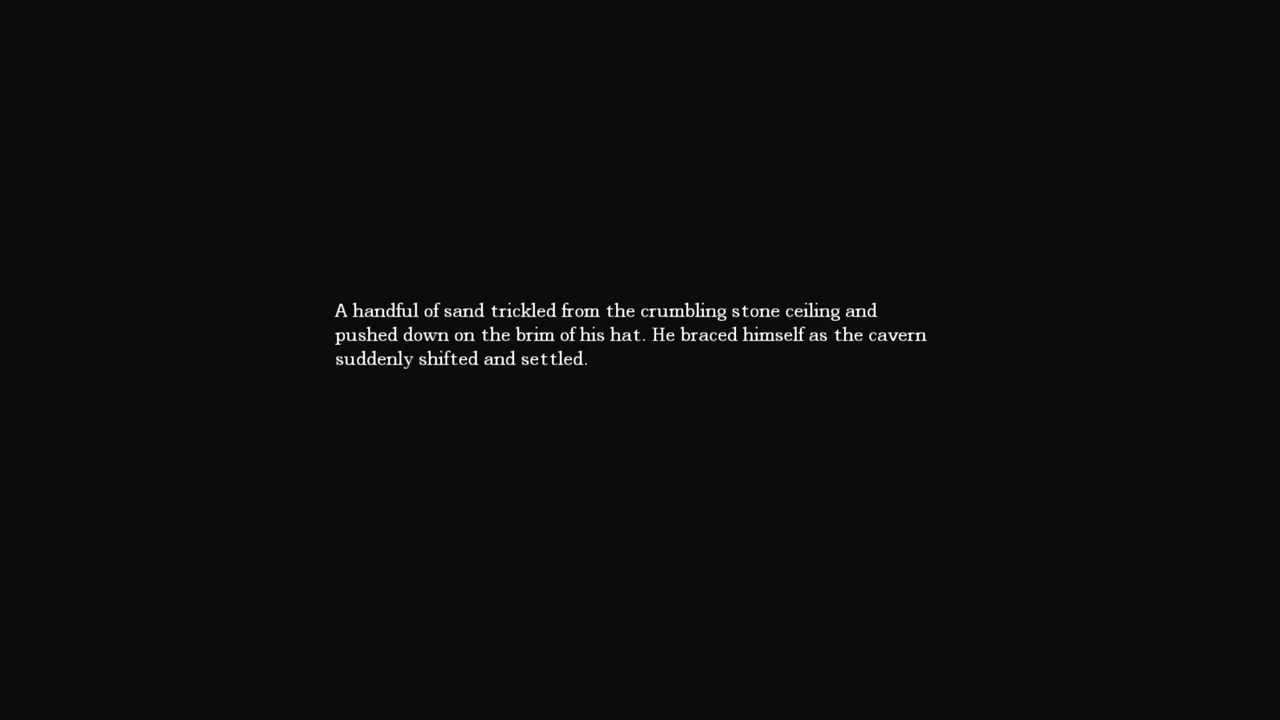 A handful of sand trickled from the crumbling stone ceiling and
pushed down on the brim of his hat. He braced himself as the cavern
suddenly shifted and settled.